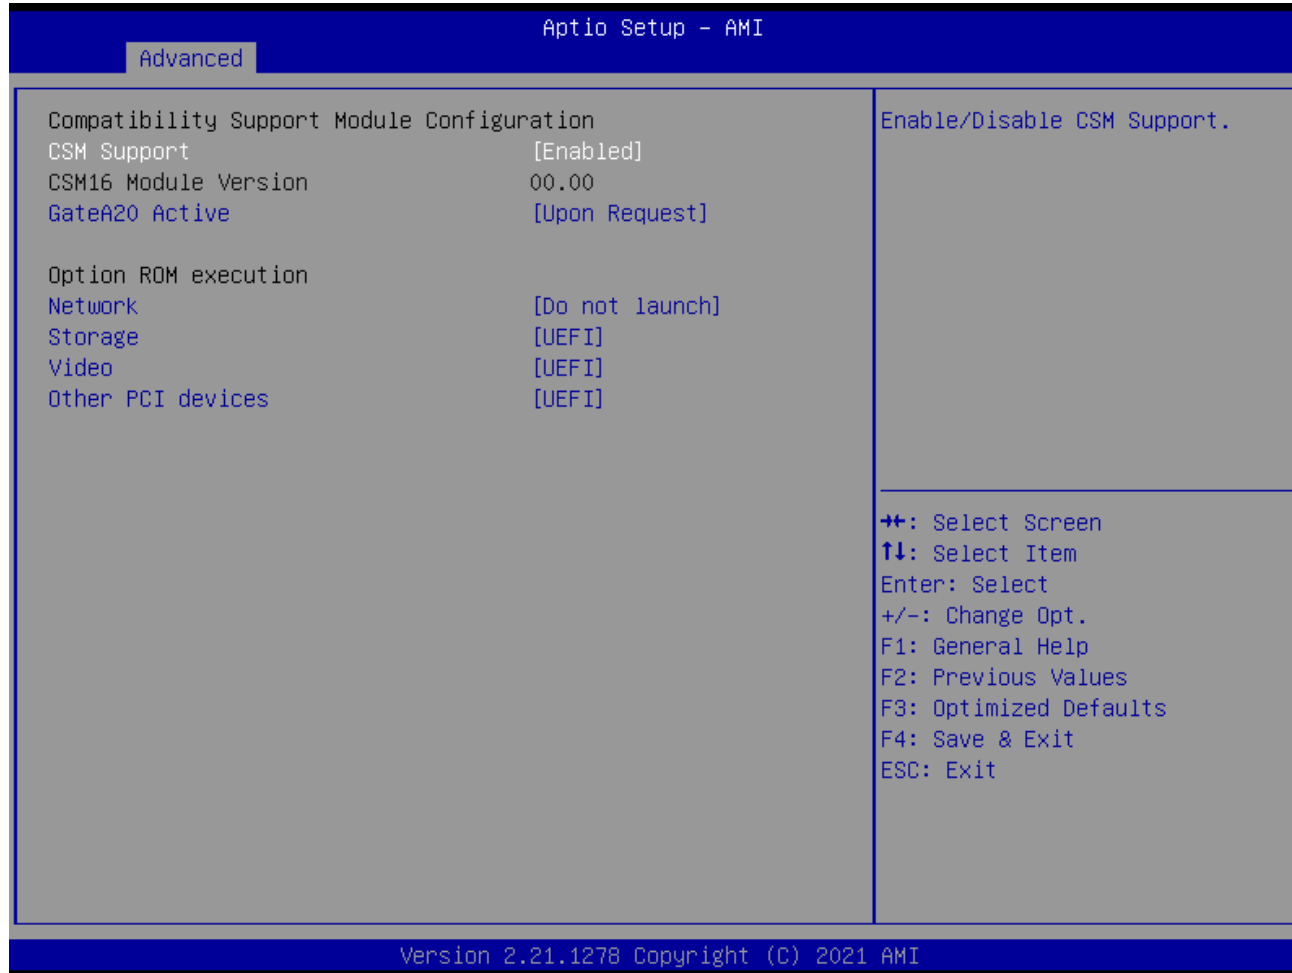 Aptio Setup – AMI
Advanced
Compatibility Support Module Configuration
CSM Support [Enabled]
CSM16 Module Version 00.00
GateA20 Active [Upon Request]
Option ROM execution
Network [Do not launch]
Storage [UEFI]
Video [UEFI]
Other PCI devices [UEFI]
Enable/Disable CSM Support.
→←: Select Screen
↑↓: Select Item
Enter: Select
+/-: Change Opt.
F1: General Help
F2: Previous Values
F3: Optimized Defaults
F4: Save & Exit
ESC: Exit
Version 2.21.1278 Copyright (C) 2021 AMI